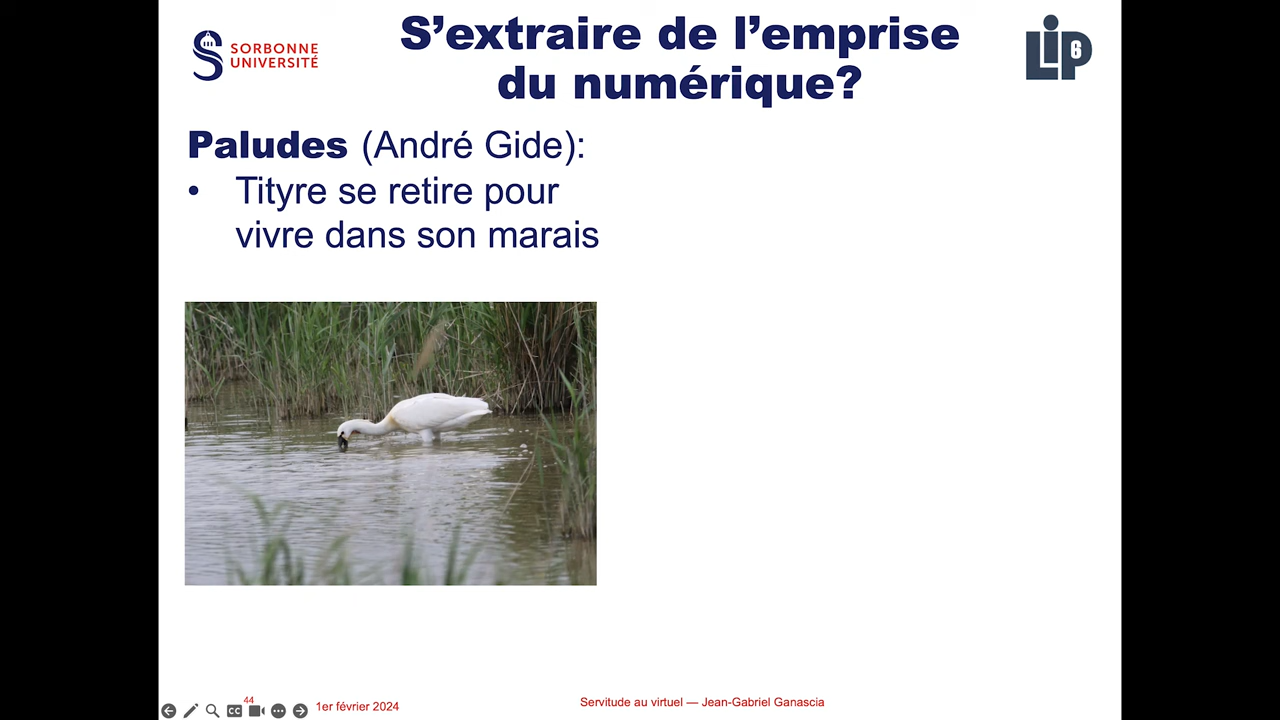 SORBONNE
UNIVERSITÉ
S’extraire de l’emprise
du numérique?
LIP6
Paludes (André Gide):
• Tityre se retire pour
vivre dans son marais
44
CC
1er février 2024
Servitude au virtuel — Jean-Gabriel Ganascia